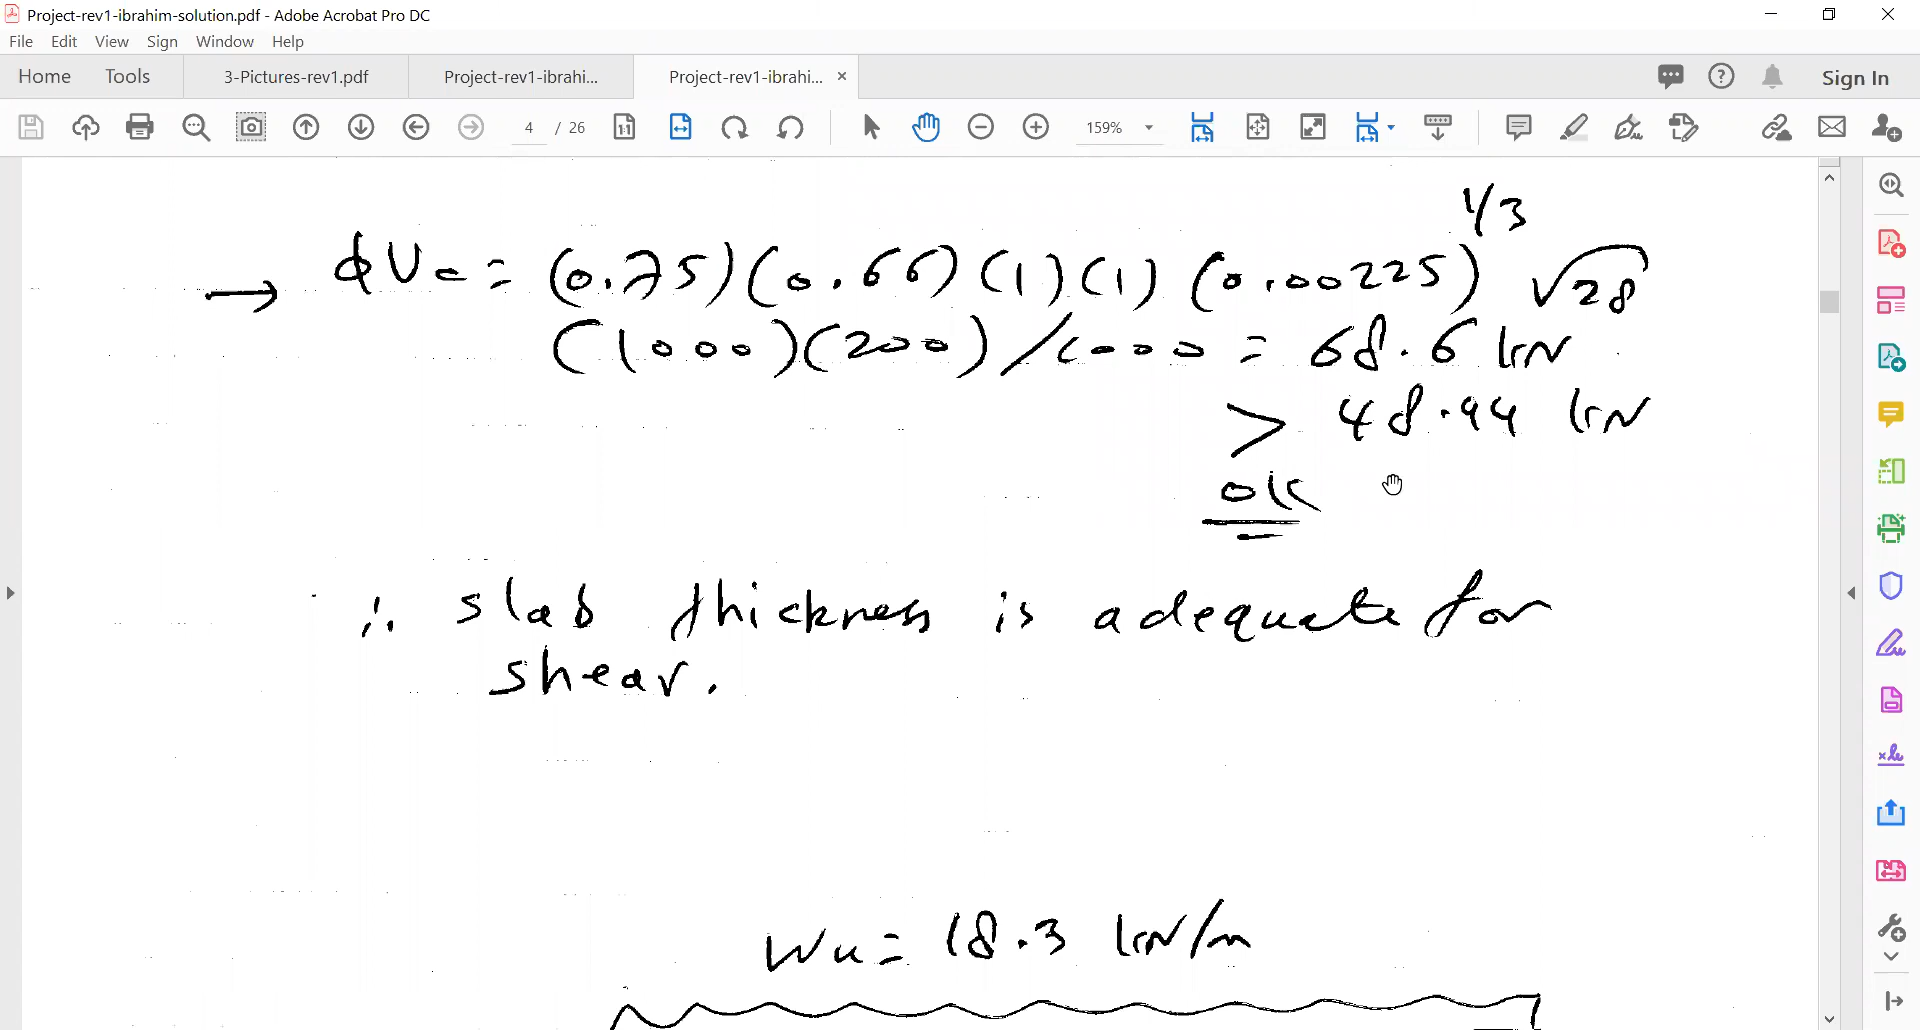 Project-rev1-ibrahim-solution.pdf - Adobe Acrobat Pro DC
File Edit View Sign Window Help
Home Tools 3-Pictures-rev1.pdf Project-rev1-ibrahi... Project-rev1-ibrahi... × Sign In
4 / 26 159%
1/3
→ ϕVc = (0.75)(0.66)(1)(1)(0.00225) √28
(1000)(200)/1000 = 68.6 kN
> 48.94 kN
OK
∴ slab thickness is adequate for
shear.
Wu = 18.3 kN/m